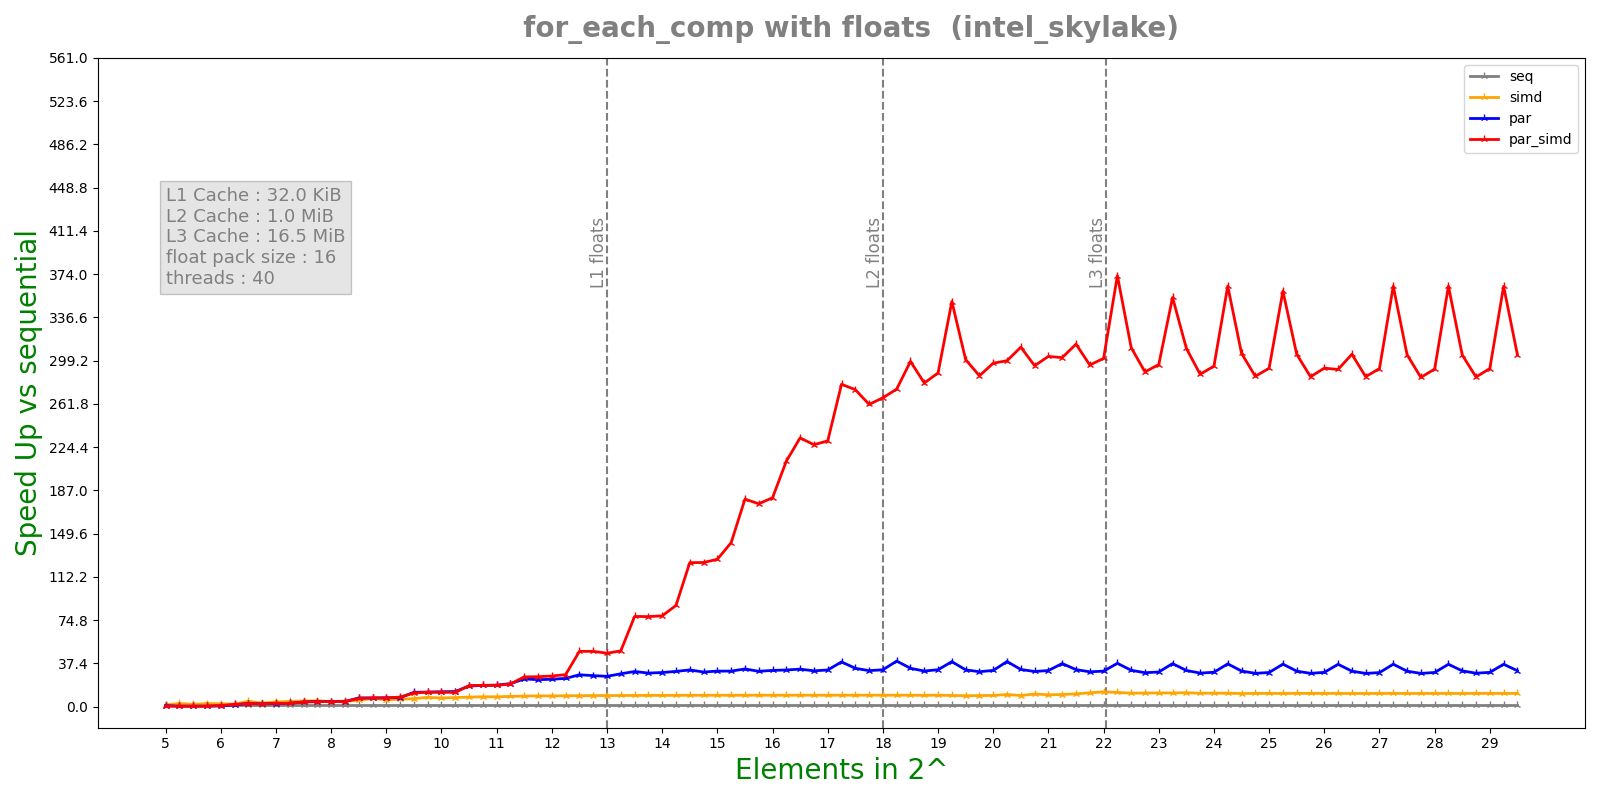 for_each_comp with floats  (intel_skylake)
561.0
523.6
486.2
448.8
411.4
374.0
336.6
299.2
261.8
224.4
187.0
149.6
112.2
74.8
37.4
0.0
Speed Up vs sequential
L1 Cache : 32.0 KiB
L2 Cache : 1.0 MiB
L3 Cache : 16.5 MiB
float pack size : 16
threads : 40
L1 floats
L2 floats
L3 floats
seq
simd
par
par_simd
5 6 7 8 9 10 11 12 13 14 15 16 17 18 19 20 21 22 23 24 25 26 27 28 29
Elements in 2^